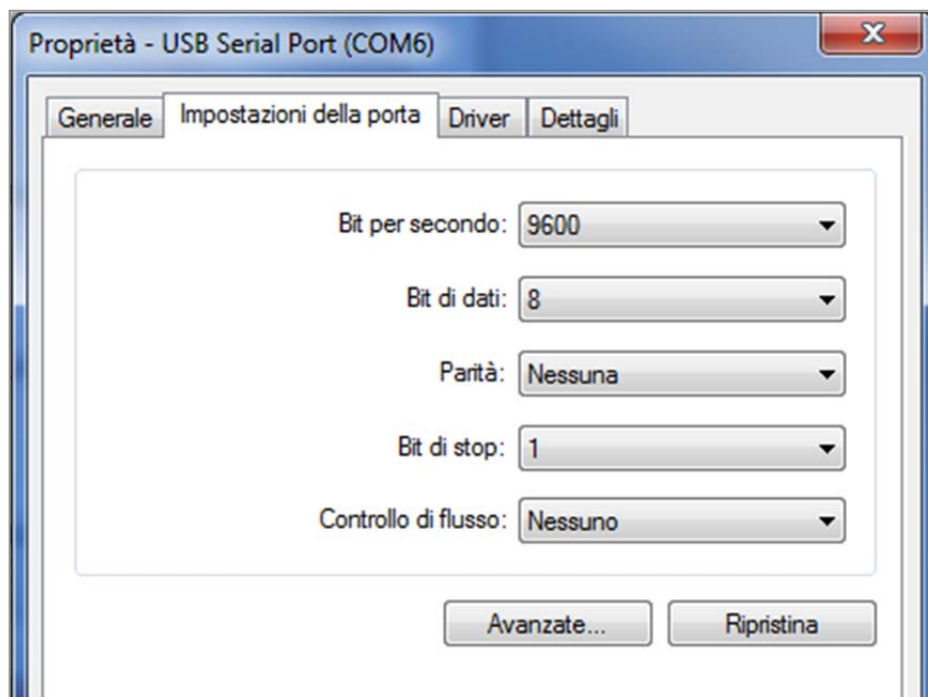 Proprietà - USB Serial Port (COM6)
Generale Impostazioni della porta Driver Dettagli
Bit per secondo: 9600
Bit di dati: 8
Parità: Nessuna
Bit di stop: 1
Controllo di flusso: Nessuno
Avanzate... Ripristina